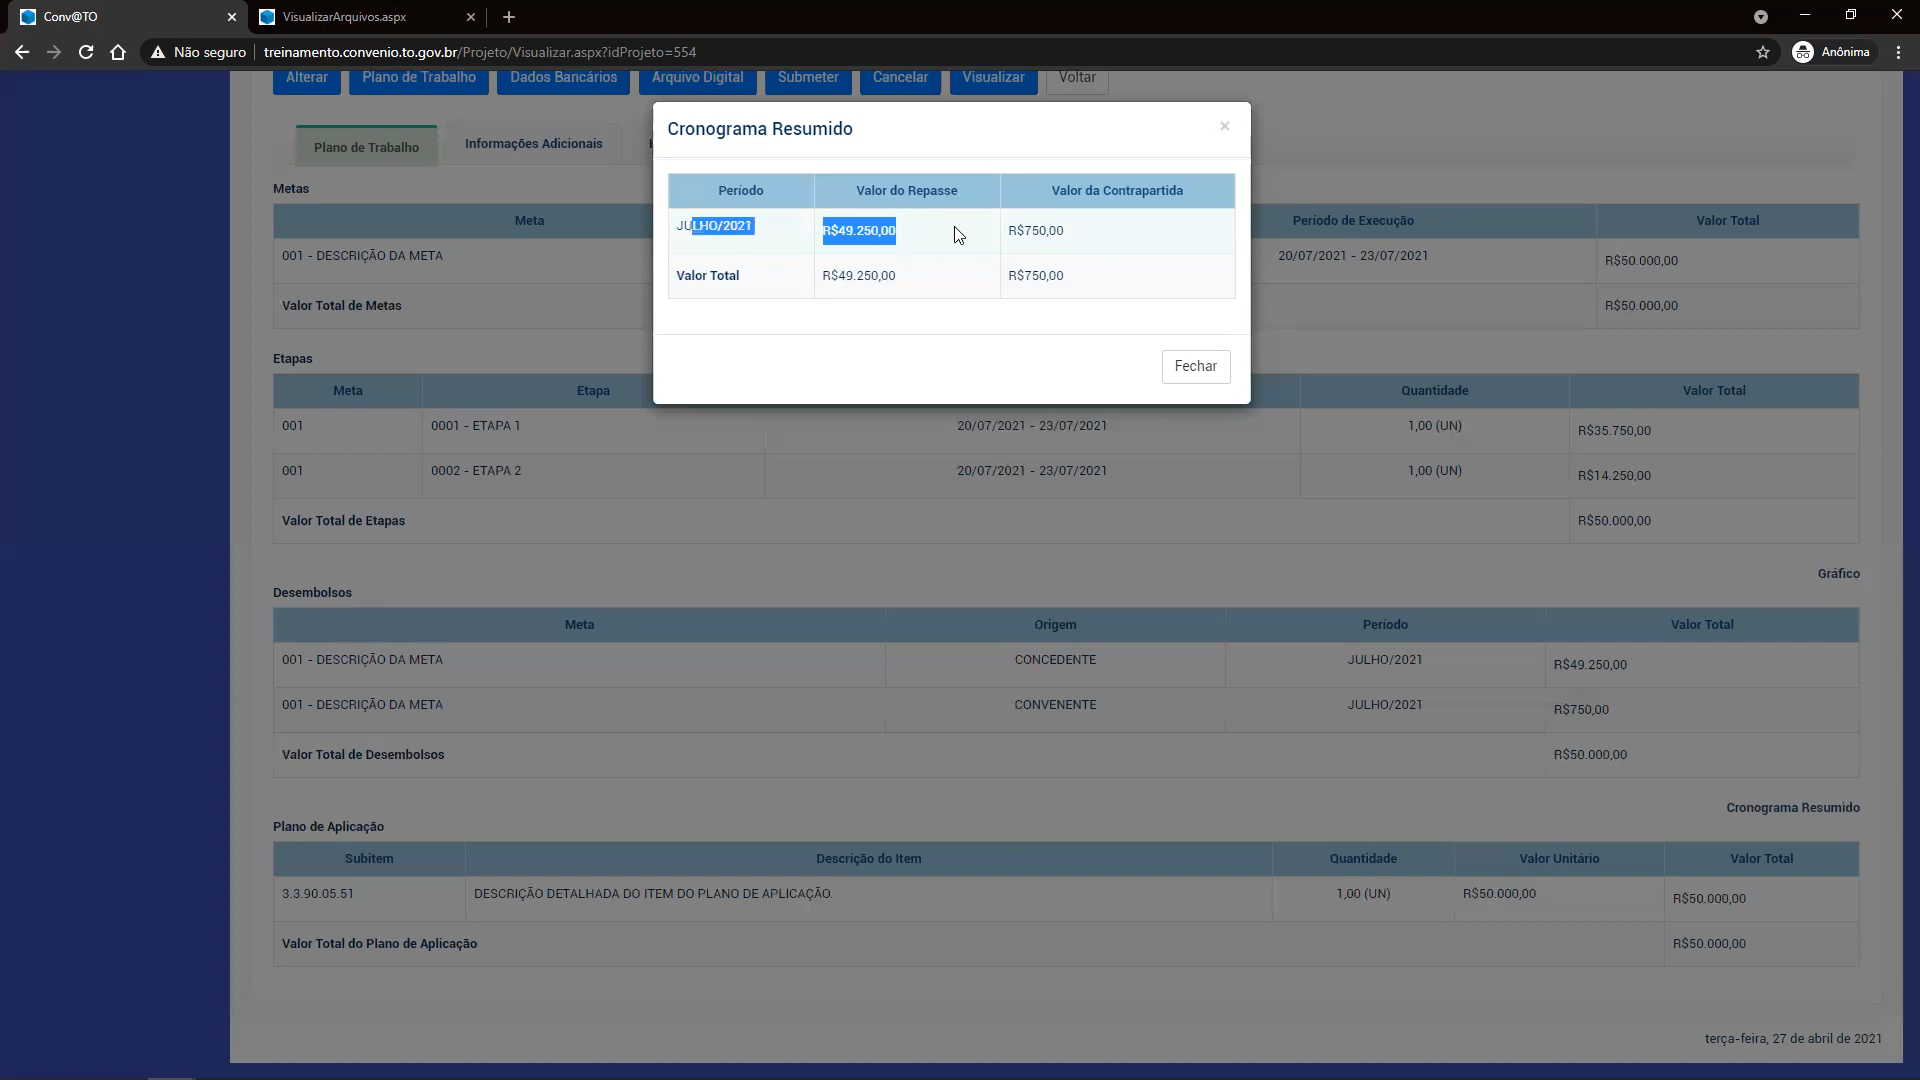 Conv@TO
VisualizarArquivos.aspx
Não seguro
treinamento.convenio.to.gov.br/Projeto/Visualizar.aspx?idProjeto=554
Anônima
Alterar
Plano de Trabalho
Dados Bancários
Arquivo Digital
Submeter
Cancelar
Visualizar
Voltar
Cronograma Resumido
×
Período Valor do Repasse Valor da Contrapartida
JULHO/2021 R$49.250,00 R$750,00
Valor Total R$49.250,00 R$750,00
Fechar
Plano de Trabalho
Informações Adicionais
Metas
Meta Período de Execução Valor Total
001 - DESCRIÇÃO DA META 20/07/2021 - 23/07/2021 R$50.000,00
Valor Total de Metas R$50.000,00
Etapas
Meta Etapa Quantidade Valor Total
001 0001 - ETAPA 1 20/07/2021 - 23/07/2021 1,00 (UN) R$35.750,00
001 0002 - ETAPA 2 20/07/2021 - 23/07/2021 1,00 (UN) R$14.250,00
Valor Total de Etapas R$50.000,00
Gráfico
Desembolsos
Meta Origem Período Valor Total
001 - DESCRIÇÃO DA META CONCEDENTE JULHO/2021 R$49.250,00
001 - DESCRIÇÃO DA META CONVENENTE JULHO/2021 R$750,00
Valor Total de Desembolsos R$50.000,00
Cronograma Resumido
Plano de Aplicação
Subitem Descrição do Item Quantidade Valor Unitário Valor Total
3.3.90.05.51 DESCRIÇÃO DETALHADA DO ITEM DO PLANO DE APLICAÇÃO. 1,00 (UN) R$50.000,00 R$50.000,00
Valor Total do Plano de Aplicação R$50.000,00
terça-feira, 27 de abril de 2021